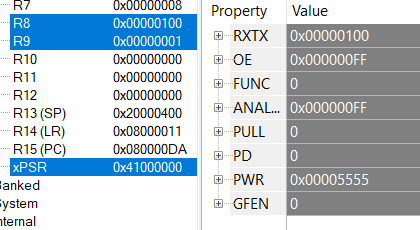 R7 0x00000008
R8 0x00000100
R9 0x00000001
R10 0x00000000
R11 0x00000000
R12 0x00000000
R13 (SP) 0x20000400
R14 (LR) 0x08000011
R15 (PC) 0x080000DA
xPSR 0x41000000
Banked
System
Internal
Property Value
RXTX 0x00000100
OE 0x000000FF
FUNC 0
ANAL... 0x000000FF
PULL 0
PD 0
PWR 0x00005555
GFEN 0